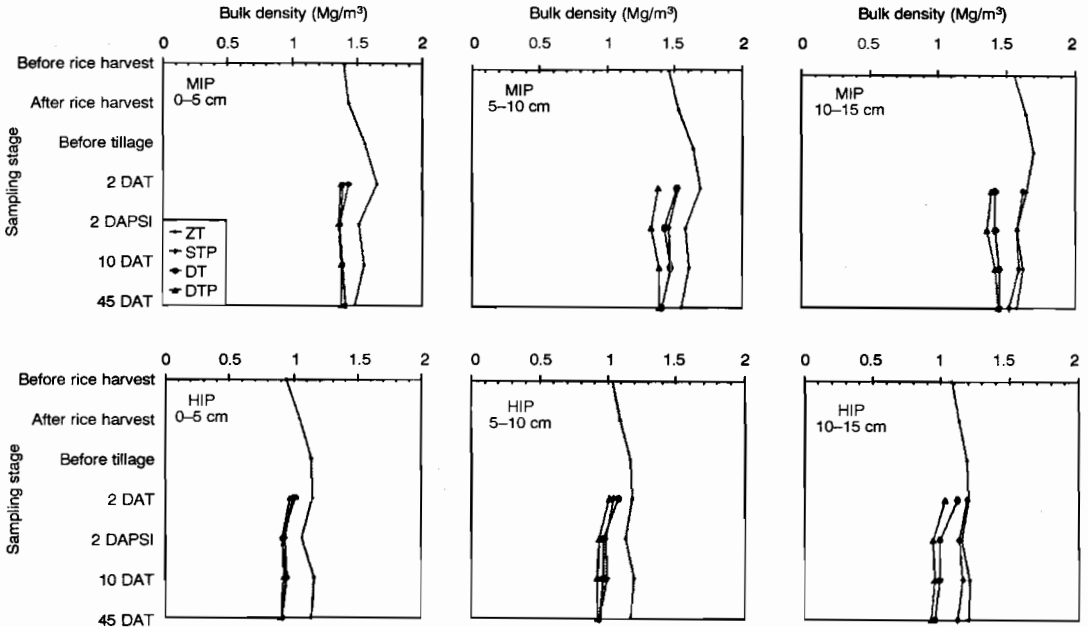 Bulk density (Mg/m³) Bulk density (Mg/m³) Bulk density (Mg/m³)
0 0.5 1 1.5 2 0 0.5 1 1.5 2 0 0.5 1 1.5 2
Sampling stage
Before rice harvest
After rice harvest
Before tillage
2 DAT
2 DAPSI
10 DAT
45 DAT
MIP
0–5 cm
ZT
STP
DT
DTP
MIP
5–10 cm
MIP
10–15 cm
0 0.5 1 1.5 2 0 0.5 1 1.5 2 0 0.5 1 1.5 2
Sampling stage
Before rice harvest
After rice harvest
Before tillage
2 DAT
2 DAPSI
10 DAT
45 DAT
HIP
0–5 cm
HIP
5–10 cm
HIP
10–15 cm